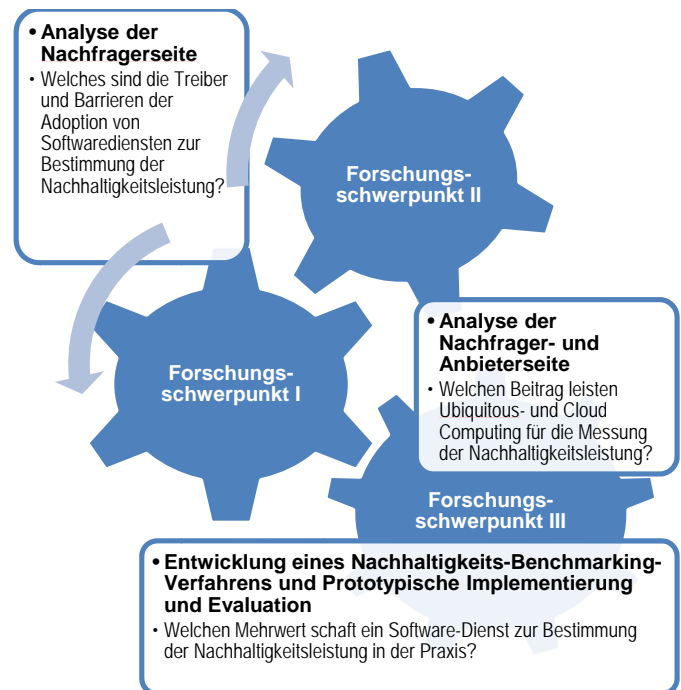 • Analyse der
Nachfragerseite
• Welches sind die Treiber
und Barrieren der
Adoption von
Softwarediensten zur
Bestimmung der
Nachhaltigkeitsleistung?
Forschungs-
schwerpunkt II
Forschungs-
schwerpunkt I
• Analyse der
Nachfrager- und
Anbieterseite
• Welchen Beitrag leisten
Ubiquitous- und Cloud
Computing für die Messung
der Nachhaltigkeitsleistung?
Forschungs-
schwerpunkt III
• Entwicklung eines Nachhaltigkeits-Benchmarking-
Verfahrens und Prototypische Implementierung
und Evaluation
• Welchen Mehrwert schaft ein Software-Dienst zur Bestimmung
der Nachhaltigkeitsleistung in der Praxis?